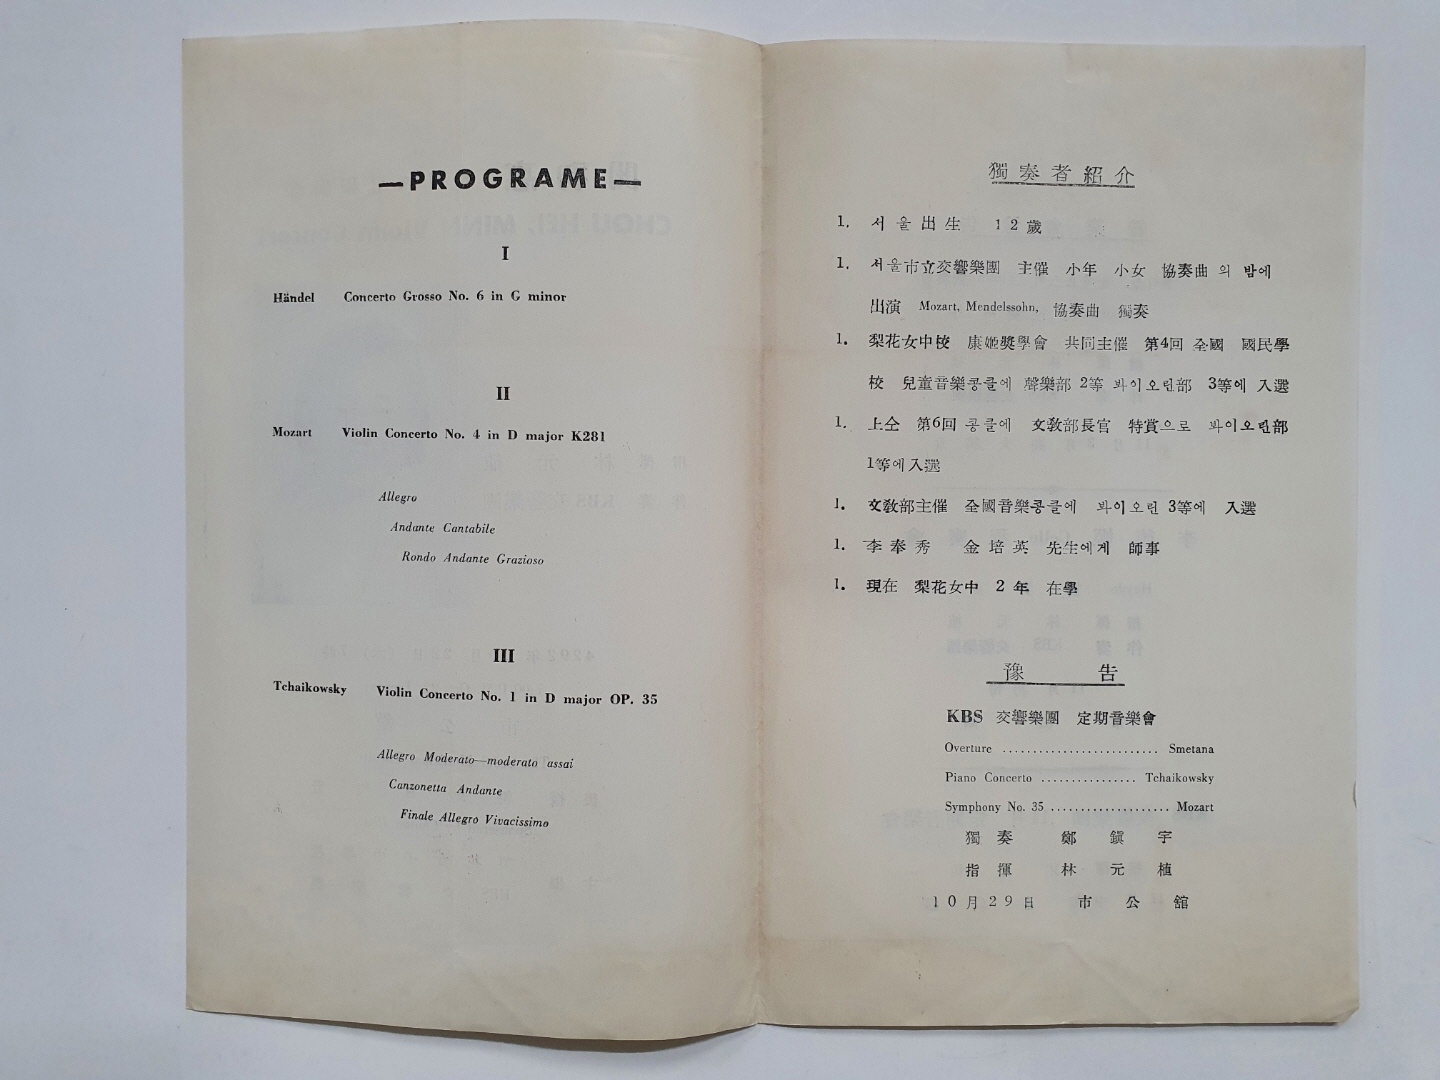 —PROGRAME—
I
Händel Concerto Grosso No. 6 in G minor
II
Mozart Violin Concerto No. 4 in D major K281
Allegro
Andante Cantabile
Rondo Andante Grazioso
III
Tchaikowsky Violin Concerto No. 1 in D major OP. 35
Allegro Moderato—moderato assai
Canzonetta Andante
Finale Allegro Vivacissimo
獨奏者紹介
1. 서울出生 12歲
1. 서울市立交響樂團 主催 小年 小女 協奏曲의 밤에
出演 Mozart, Mendelssohn, 協奏曲 獨奏
1. 梨花女中校 康姬奬學會 共同主催 第4回 全國 國民學
校 兒童音樂콩쿨에 聲樂部 2等 봐이오린部 3等에 入選
1. 上仝 第6回 콩쿨에 文敎部長官 特賞으로 봐이오린部
1等에 入選
1. 文敎部主催 全國音樂콩쿨에 봐이오린 3等에 入選
1. 李奉秀 金培英 先生에게 師事
1. 現在 梨花女中 2年 在學
豫告
KBS 交響樂團 定期音樂會
Overture .......................... Smetana
Piano Concerto ................ Tchaikowsky
Symphony No. 35 .................... Mozart
獨奏 鄭鎭宇
指揮 林元植
10月29日 市公舘